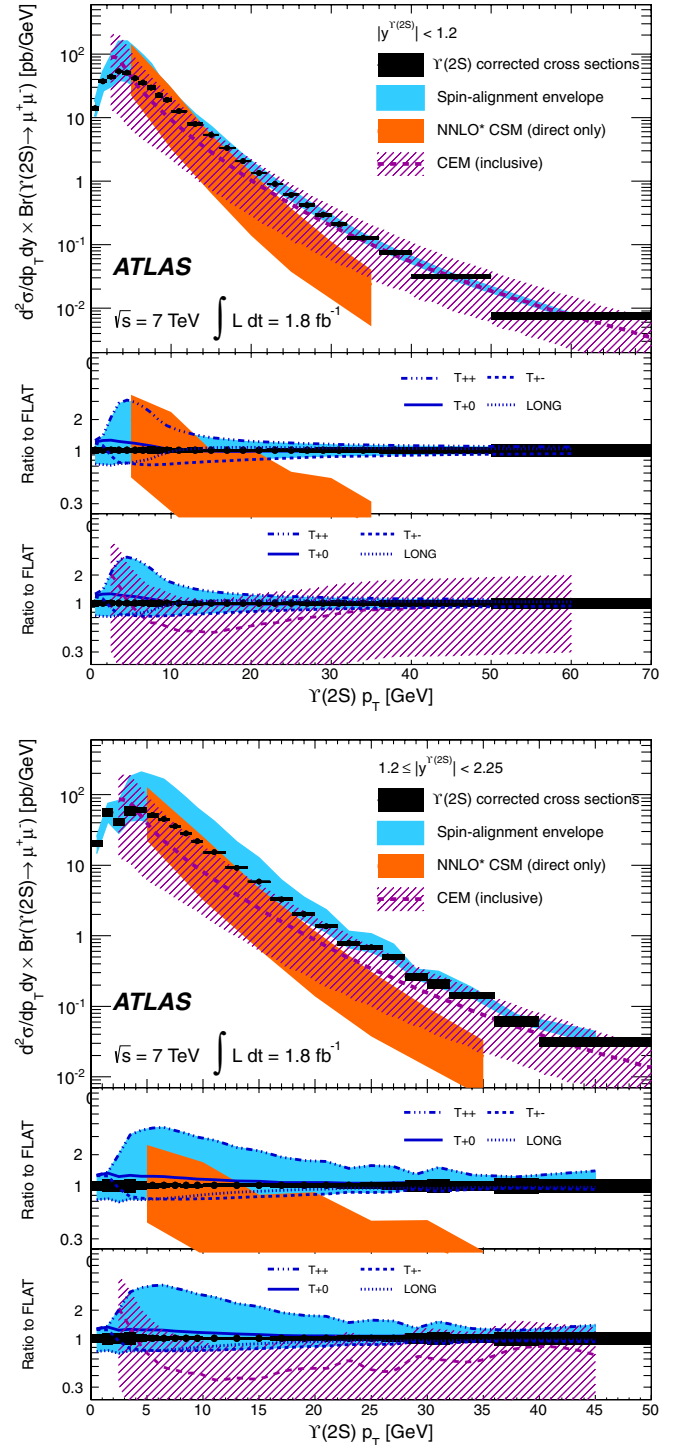 |y^Υ(2S)| < 1.2
Υ(2S) corrected cross sections
Spin-alignment envelope
NNLO* CSM (direct only)
CEM (inclusive)
d²σ/dp_T dy × Br(Υ(2S)→ μ⁺μ⁻) [pb/GeV]
10²
10
1
10⁻¹
10⁻²
ATLAS
√s = 7 TeV ∫ L dt = 1.8 fb⁻¹
Ratio to FLAT
0
2
1
0.3
T++ T+-
T+0 LONG
Ratio to FLAT
0
2
1
0.3
T++ T+-
T+0 LONG
0 10 20 30 40 50 60 70
Υ(2S) p_T [GeV]
1.2 ≤ |y^Υ(2S)| < 2.25
Υ(2S) corrected cross sections
Spin-alignment envelope
NNLO* CSM (direct only)
CEM (inclusive)
d²σ/dp_T dy × Br(Υ(2S)→ μ⁺μ⁻) [pb/GeV]
10²
10
1
10⁻¹
10⁻²
ATLAS
√s = 7 TeV ∫ L dt = 1.8 fb⁻¹
Ratio to FLAT
0
2
1
0.3
T++ T+-
T+0 LONG
Ratio to FLAT
0
2
1
0.3
T++ T+-
T+0 LONG
0 5 10 15 20 25 30 35 40 45 50
Υ(2S) p_T [GeV]